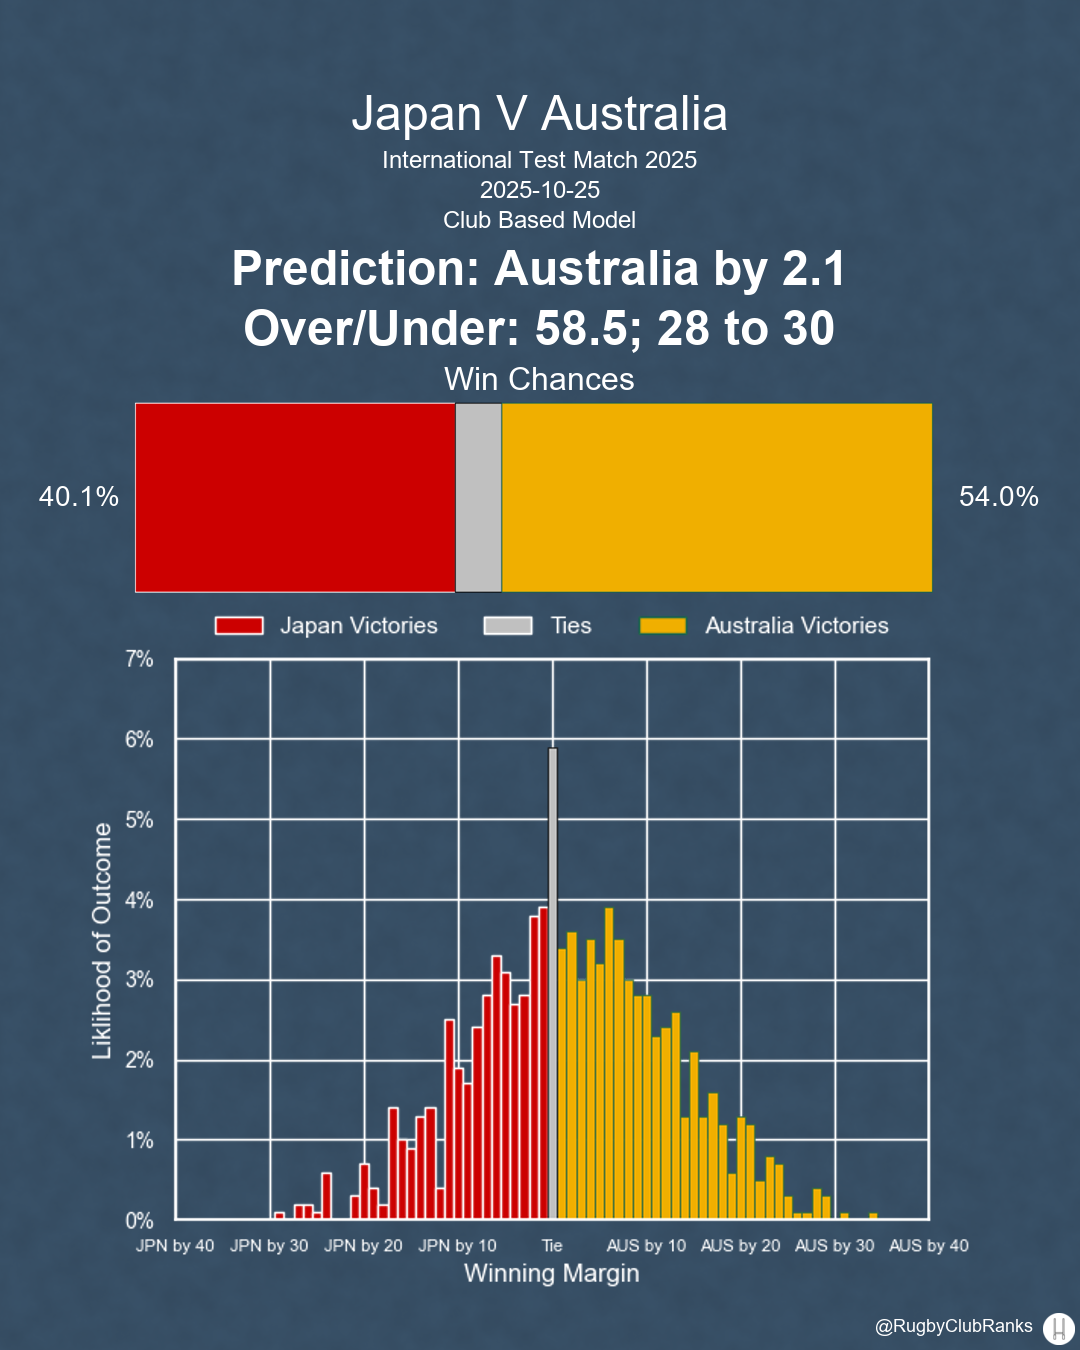 Japan V Australia
International Test Match 2025
2025-10-25
Club Based Model
Prediction: Australia by 2.1
Over/Under: 58.5; 28 to 30
Win Chances
40.1%
54.0%
Japan Victories
Ties
Australia Victories
7%
6%
5%
4%
3%
2%
1%
0%
Liklihood of Outcome
JPN by 40
JPN by 30
JPN by 20
JPN by 10
Tie
AUS by 10
AUS by 20
AUS by 30
AUS by 40
Winning Margin
@RugbyClubRanks